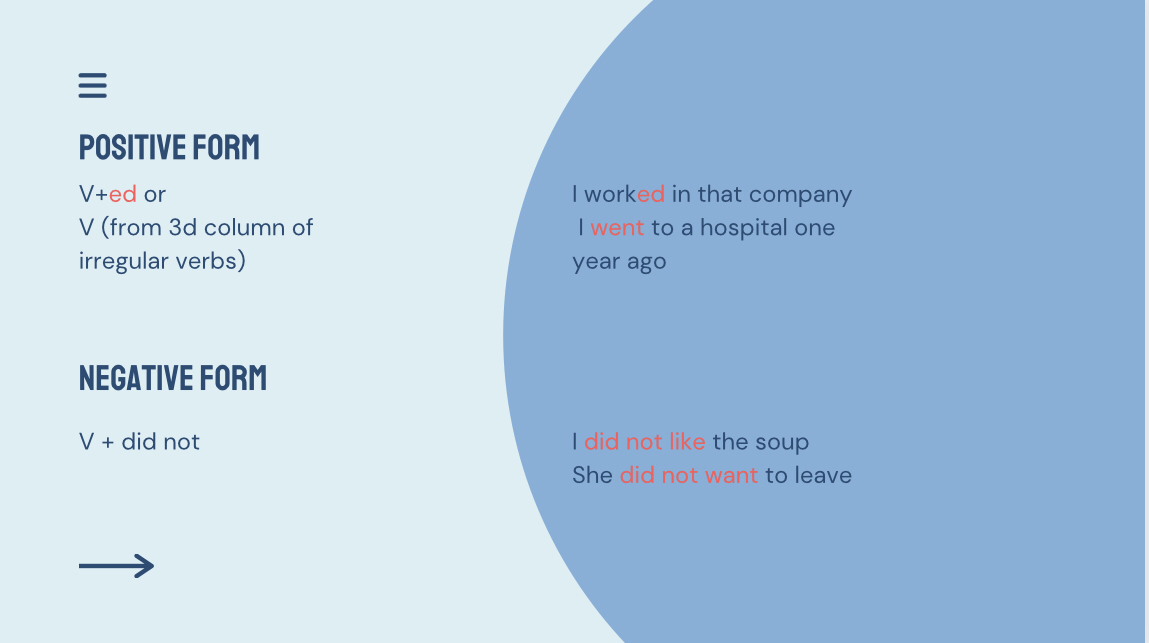 POSITIVE FORM
V+ed or
V (from 3d column of
irregular verbs)
I worked in that company
I went to a hospital one
year ago
NEGATIVE FORM
V + did not
I did not like the soup
She did not want to leave